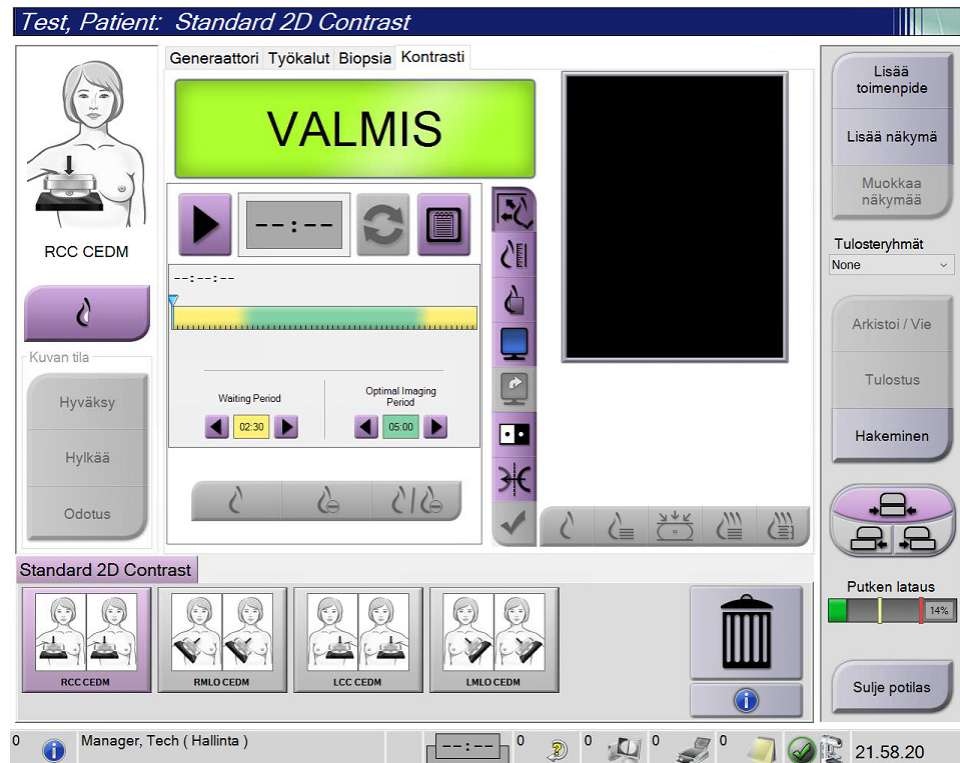 Test, Patient: Standard 2D Contrast
Generaattori Työkalut Biopsia Kontrasti
VALMIS
RCC CEDM
--:--
--:--:--
Waiting Period
Optimal Imaging
Period
02:30
05:00
Kuvan tila
Hyväksy
Hylkää
Odotus
Lisää
toimenpide
Lisää näkymä
Muokkaa
näkymää
Tulosteryhmät
None
Arkistoi / Vie
Tulostus
Hakeminen
Putken lataus
14%
Sulje potilas
Standard 2D Contrast
RCC CEDM
RMLO CEDM
LCC CEDM
LMLO CEDM
0 Manager, Tech ( Hallinta ) --:-- 0 0 0 0 21.58.20